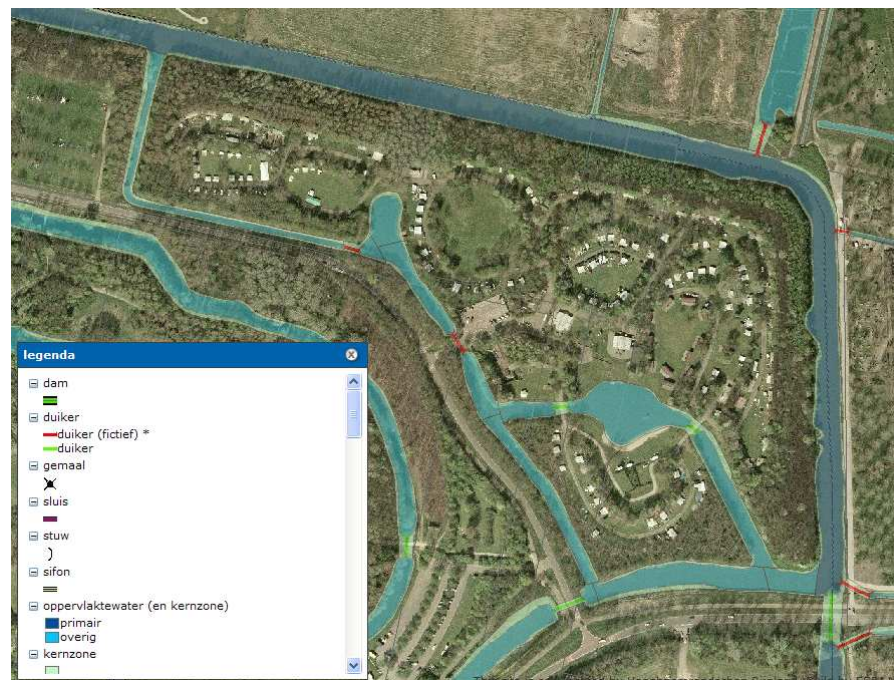 legenda
dam
duiker
duiker (fictief) *
duiker
gemaal
sluis
stuw
sifon
oppervlaktewater (en kernzone)
primair
overig
kernzone